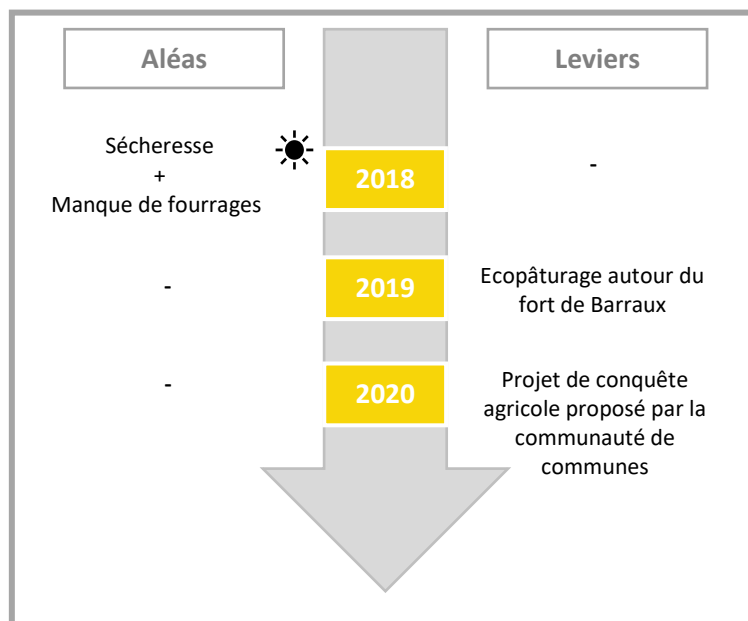 Aléas
Leviers
Sécheresse
+
Manque de fourrages
2018
-
-
2019
Ecopâturage autour du
fort de Barraux
-
2020
Projet de conquête
agricole proposé par la
communauté de
communes